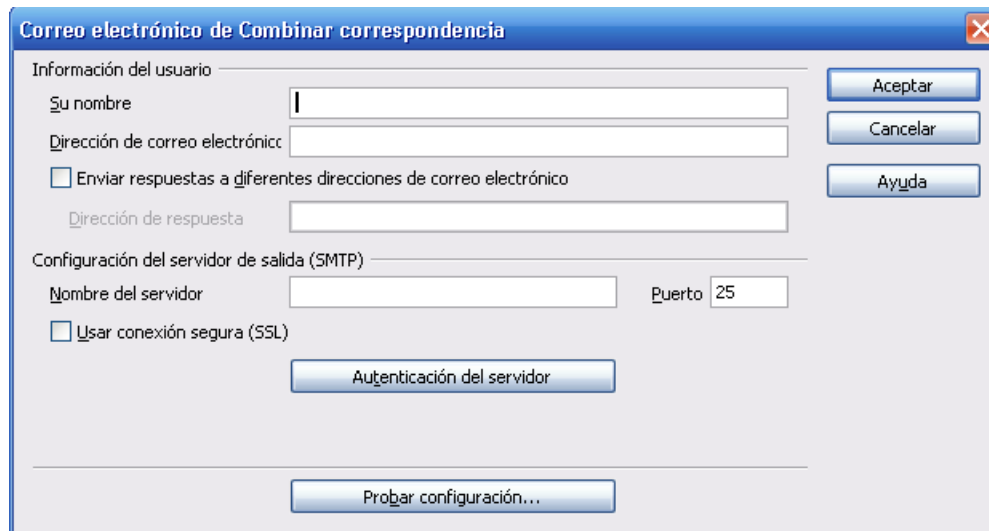 Correo electrónico de Combinar correspondencia
Información del usuario
Su nombre
Dirección de correo electrónic
Enviar respuestas a diferentes direcciones de correo electrónico
Dirección de respuesta
Configuración del servidor de salida (SMTP)
Nombre del servidor
Puerto 25
Usar conexión segura (SSL)
Autenticación del servidor
Probar configuración...
Aceptar
Cancelar
Ayuda